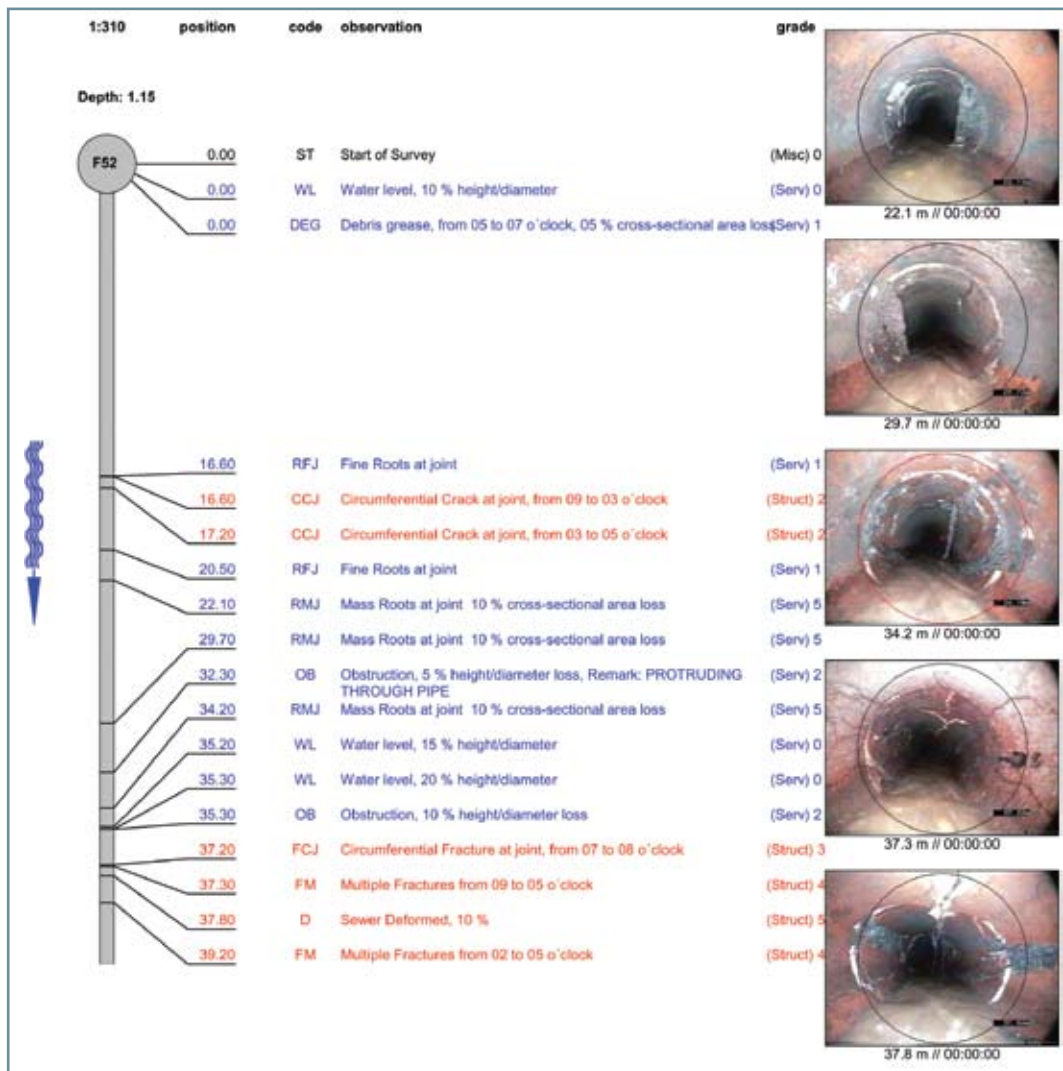 1:310 position code observation grade
Depth: 1.15
F52
0.00 ST Start of Survey (Misc) 0
0.00 WL Water level, 10 % height/diameter (Serv) 0
0.00 DEG Debris grease, from 05 to 07 o´clock, 05 % cross-sectional area loss (Serv) 1
22.1 m // 00:00:00
29.7 m // 00:00:00
16.60 RFJ Fine Roots at joint (Serv) 1
16.60 CCJ Circumferential Crack at joint, from 09 to 03 o´clock (Struct) 2
17.20 CCJ Circumferential Crack at joint, from 03 to 05 o´clock (Struct) 2
20.50 RFJ Fine Roots at joint (Serv) 1
22.10 RMJ Mass Roots at joint 10 % cross-sectional area loss (Serv) 5
34.2 m // 00:00:00
29.70 RMJ Mass Roots at joint 10 % cross-sectional area loss (Serv) 5
32.30 OB Obstruction, 5 % height/diameter loss, Remark: PROTRUDING (Serv) 2
THROUGH PIPE
34.20 RMJ Mass Roots at joint 10 % cross-sectional area loss (Serv) 5
35.20 WL Water level, 15 % height/diameter (Serv) 0
35.30 WL Water level, 20 % height/diameter (Serv) 0
35.30 OB Obstruction, 10 % height/diameter loss (Serv) 2
37.3 m // 00:00:00
37.20 FCJ Circumferential Fracture at joint, from 07 to 08 o´clock (Struct) 3
37.30 FM Multiple Fractures from 09 to 05 o´clock (Struct) 4
37.80 D Sewer Deformed, 10 % (Struct) 5
39.20 FM Multiple Fractures from 02 to 05 o´clock (Struct) 4
37.8 m // 00:00:00